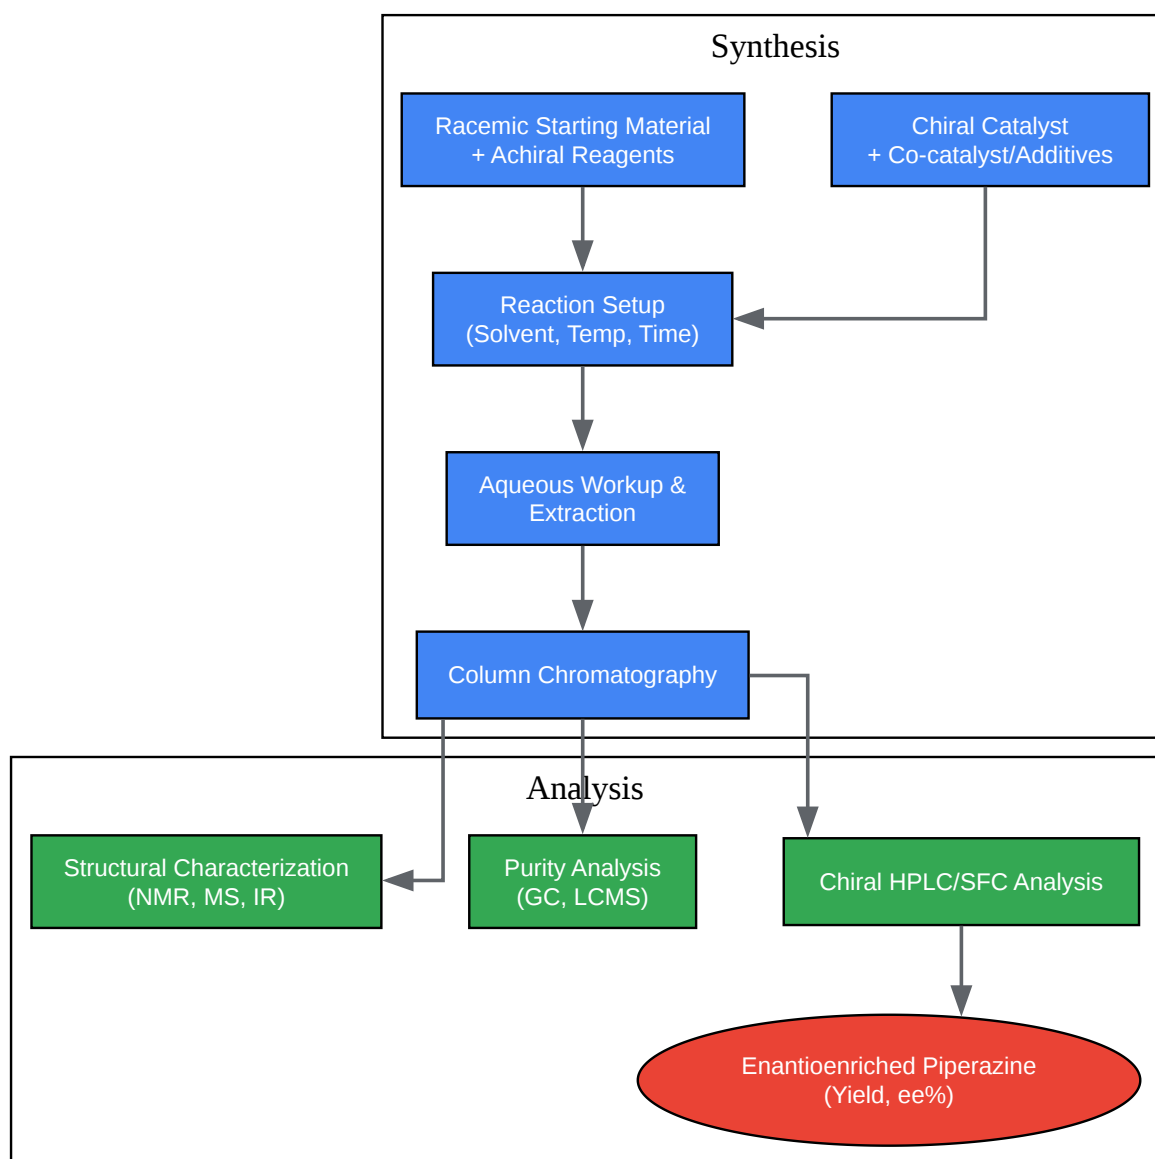 Synthesis
Racemic Starting Material
+ Achiral Reagents
Chiral Catalyst
+ Co-catalyst/Additives
Reaction Setup
(Solvent, Temp, Time)
Aqueous Workup &
Extraction
Column Chromatography
Analysis
Structural Characterization
(NMR, MS, IR)
Purity Analysis
(GC, LCMS)
Chiral HPLC/SFC Analysis
Enantioenriched Piperazine
(Yield, ee%)